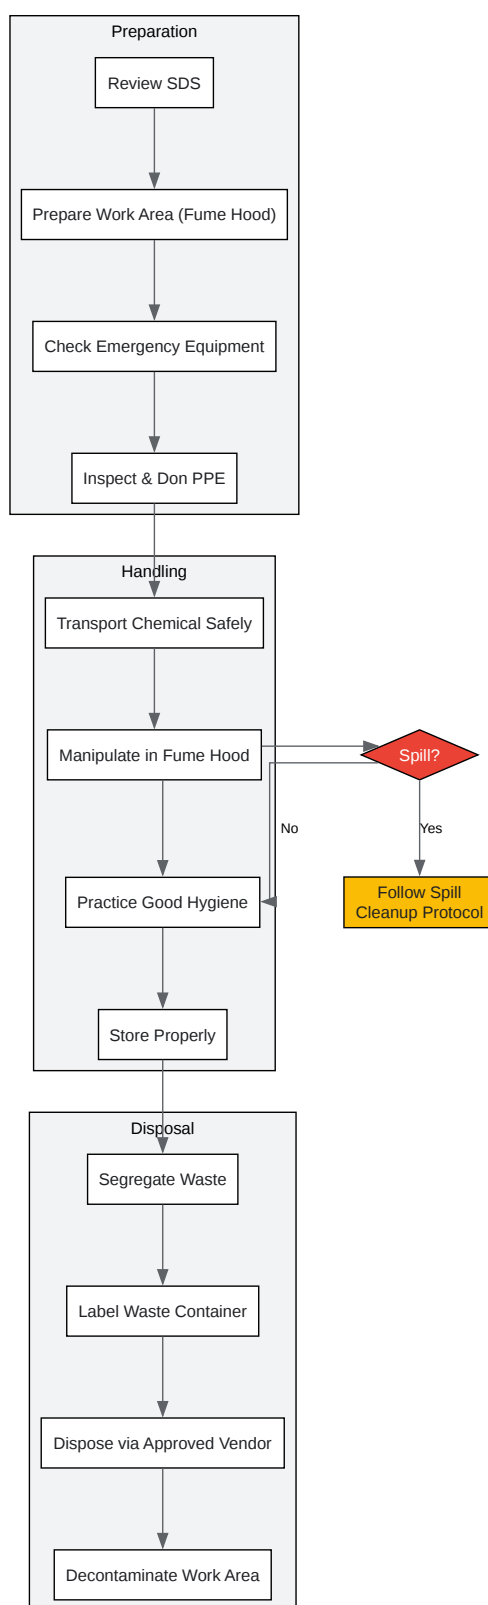 Preparation
Review SDS
Prepare Work Area (Fume Hood)
Check Emergency Equipment
Inspect & Don PPE
Handling
Transport Chemical Safely
Manipulate in Fume Hood
Spill?
No
Yes
Practice Good Hygiene
Follow Spill
Cleanup Protocol
Store Properly
Disposal
Segregate Waste
Label Waste Container
Dispose via Approved Vendor
Decontaminate Work Area